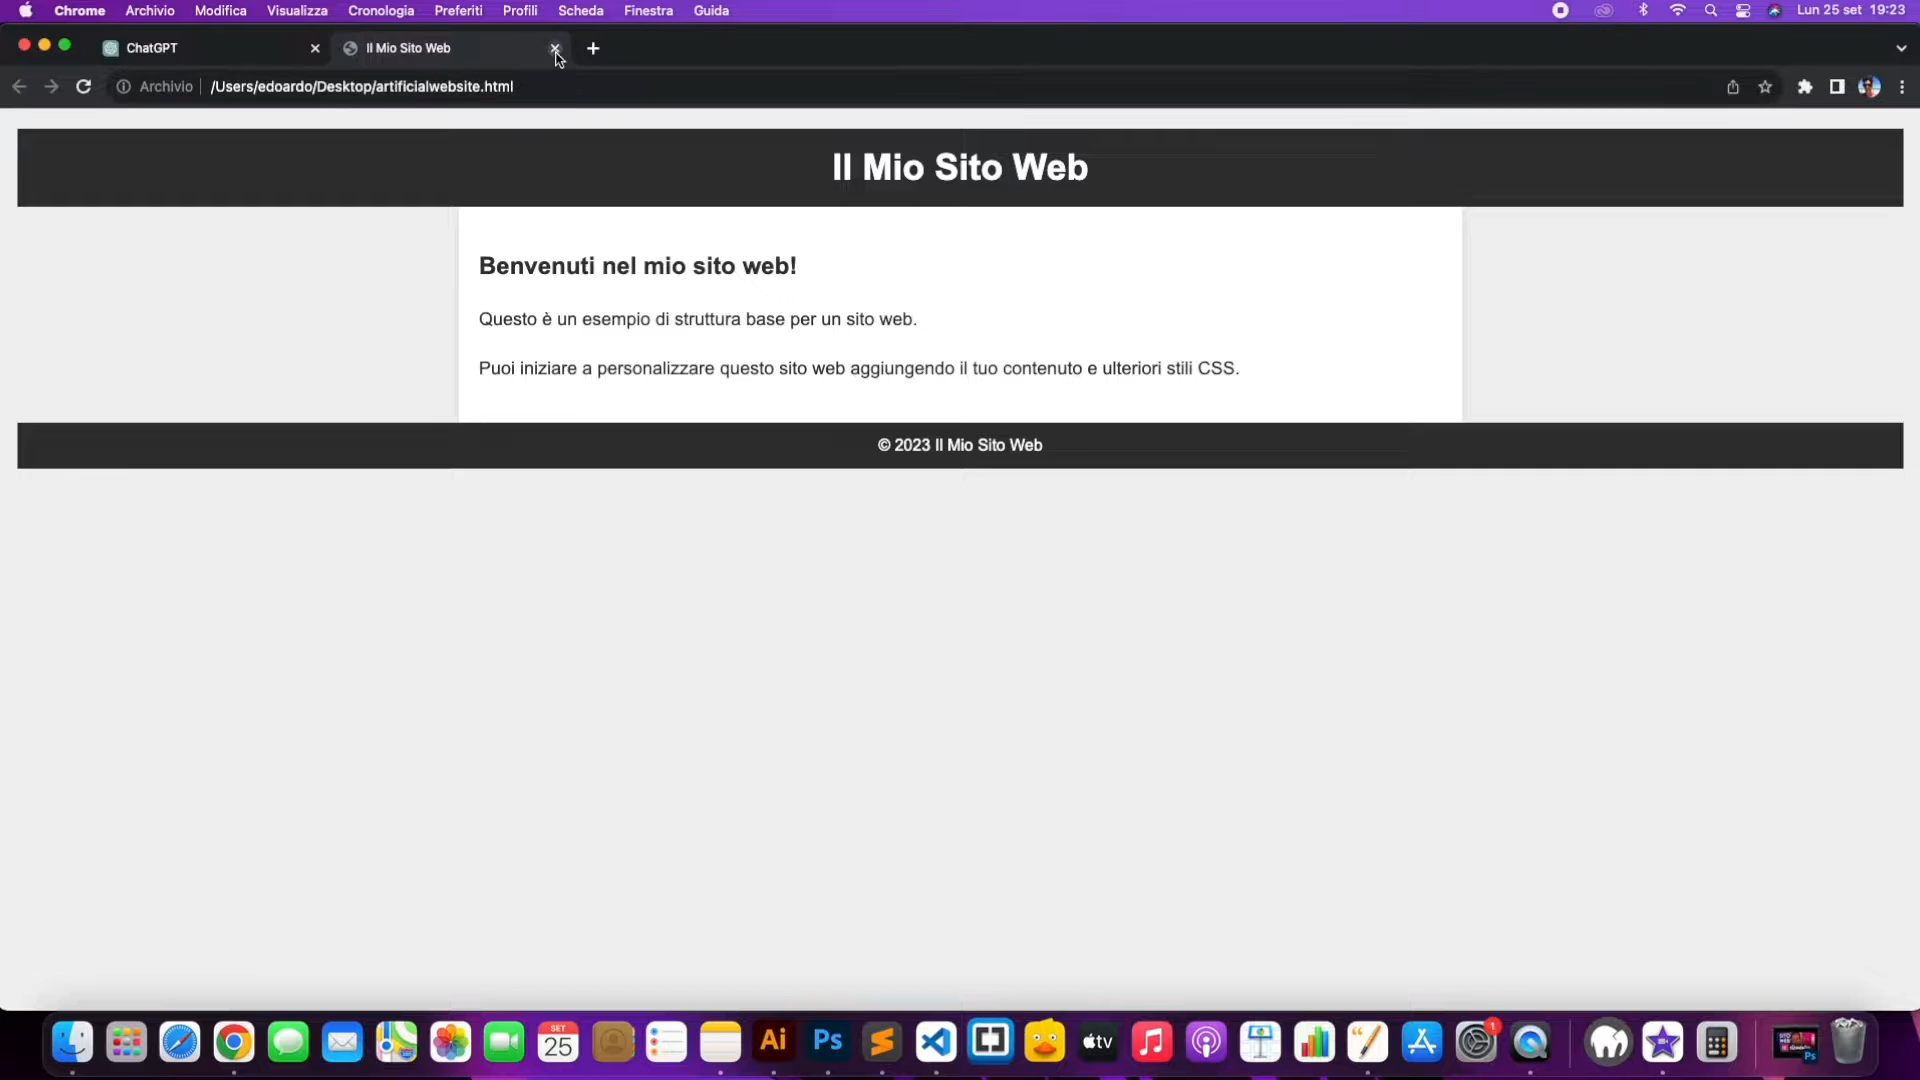 Chrome Archivio Modifica Visualizza Cronologia Preferiti Profili Scheda Finestra Guida Lun 25 set 19:23
ChatGPT Il Mio Sito Web
Archivio /Users/edoardo/Desktop/artificialwebsite.html
Il Mio Sito Web
Benvenuti nel mio sito web!
Questo è un esempio di struttura base per un sito web.
Puoi iniziare a personalizzare questo sito web aggiungendo il tuo contenuto e ulteriori stili CSS.
© 2023 Il Mio Sito Web
SET
25
Ai
Ps
tv
1
Ps